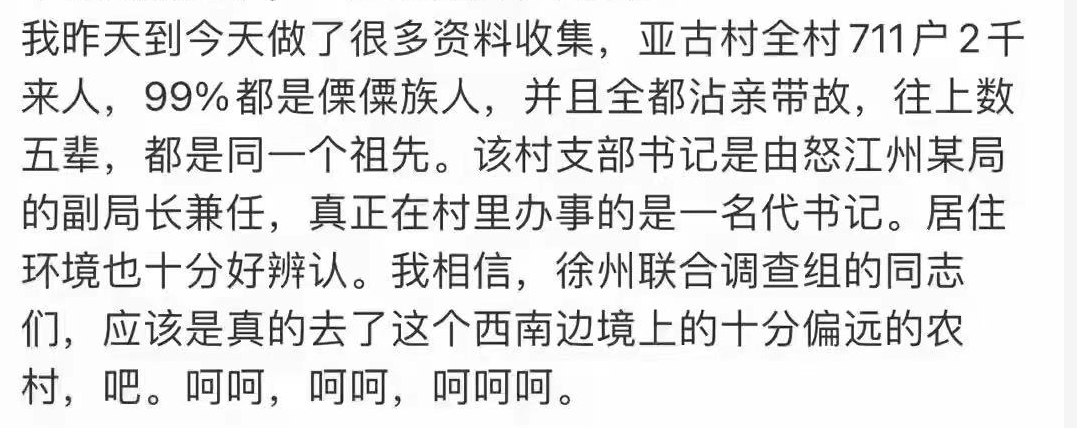 我昨天到今天做了很多资料收集，亚古村全村711户2千
来人，99%都是傈僳族人，并且全都沾亲带故，往上数
五辈，都是同一个祖先。该村支部书记是由怒江州某局
的副局长兼任，真正在村里办事的是一名代书记。居住
环境也十分好辨认。我相信，徐州联合调查组的同志
们，应该是真的去了这个西南边境上的十分偏远的农
村，吧。呵呵，呵呵，呵呵呵。